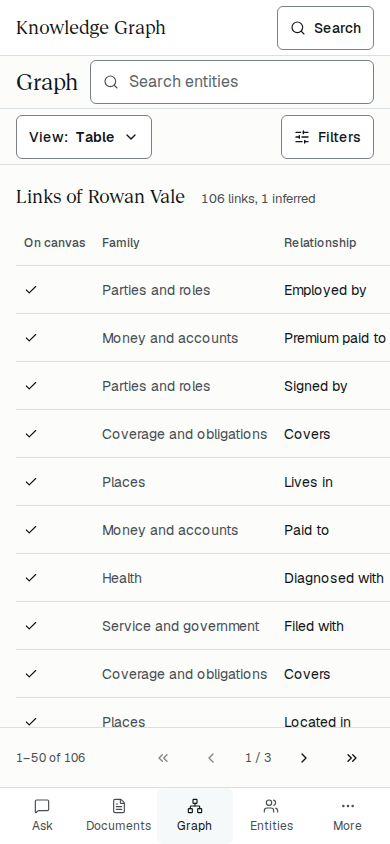 Knowledge Graph
Search
Graph
Search entities
View: Table
Filters
Links of Rowan Vale 106 links, 1 inferred
On canvas Family Relationship
Parties and roles Employed by
Money and accounts Premium paid to
Parties and roles Signed by
Coverage and obligations Covers
Places Lives in
Money and accounts Paid to
Health Diagnosed with
Service and government Filed with
Coverage and obligations Covers
Places Located in
1–50 of 106 1 / 3
Ask Documents Graph Entities More